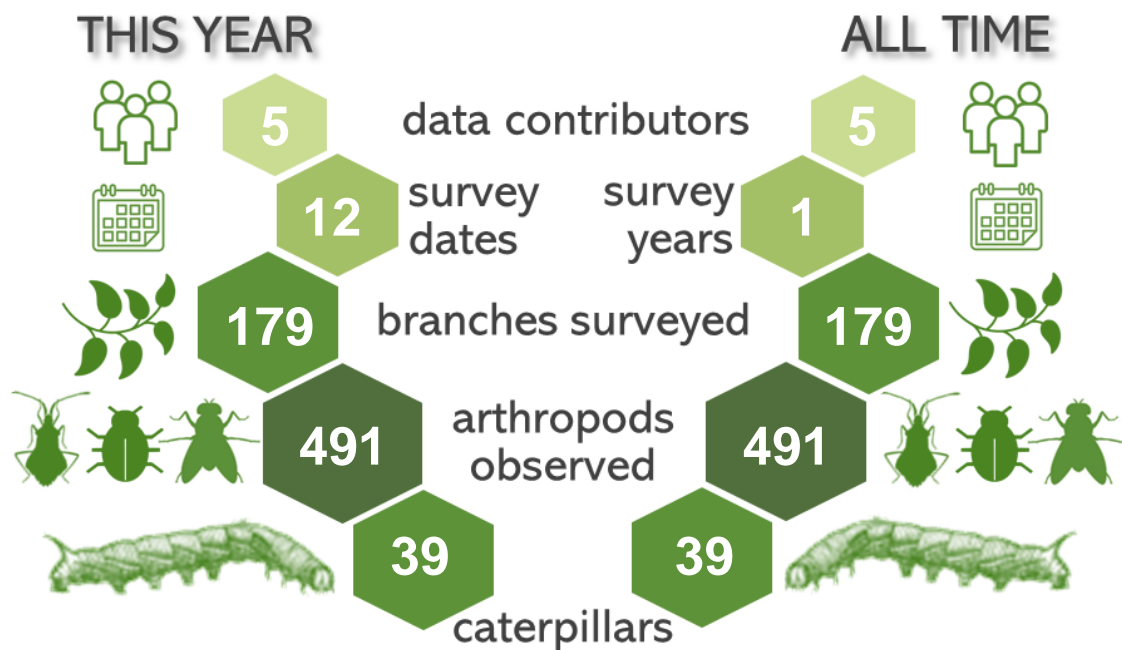 THIS YEAR
ALL TIME
5
data contributors
5
12
survey
dates
survey
years
1
179
branches surveyed
179
491
arthropods
observed
491
39
39
caterpillars